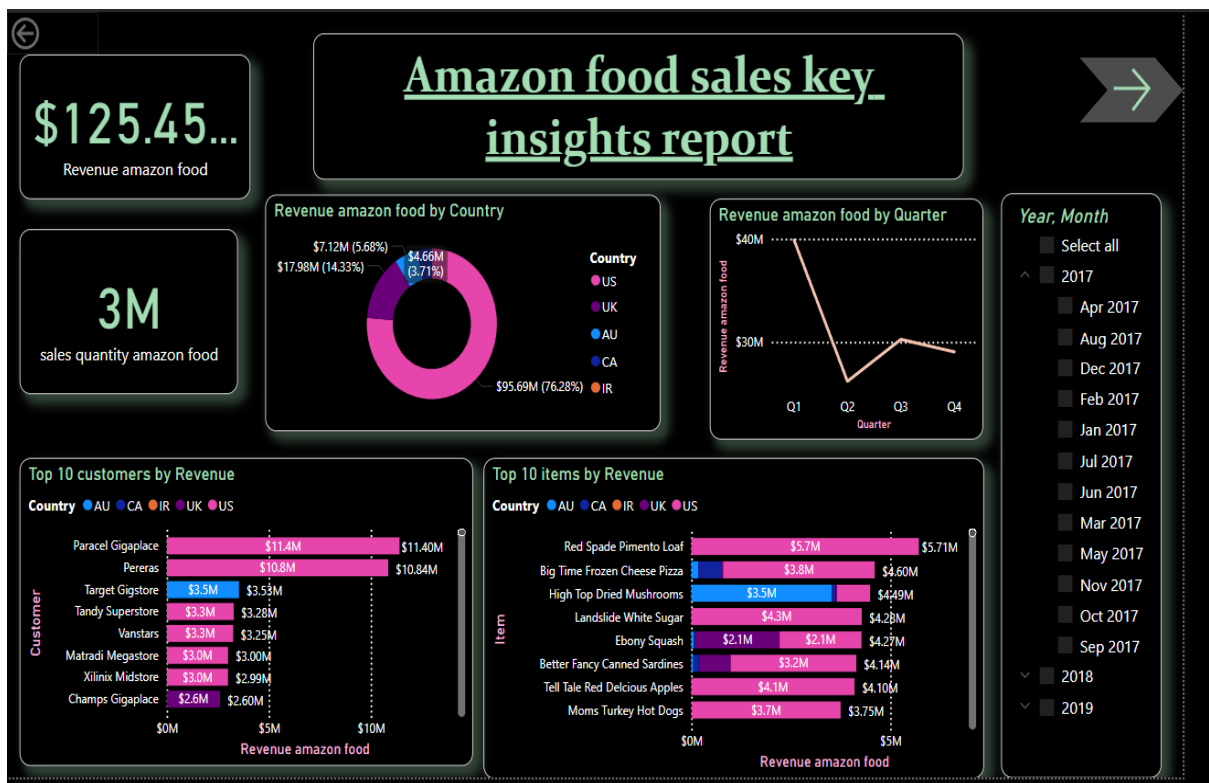 Amazon food sales key
insights report
$125.45...
Revenue amazon food
3M
sales quantity amazon food
Revenue amazon food by Country
$7.12M (5.68%)
$4.66M
(3.71%)
$17.98M (14.33%)
$95.69M (76.28%)
Country
US
UK
AU
CA
IR
Revenue amazon food by Quarter
Revenue amazon food
$40M
$30M
Q1 Q2 Q3 Q4
Quarter
Year, Month
Select all
2017
Apr 2017
Aug 2017
Dec 2017
Feb 2017
Jan 2017
Jul 2017
Jun 2017
Mar 2017
May 2017
Nov 2017
Oct 2017
Sep 2017
2018
2019
Top 10 customers by Revenue
Country AU CA IR UK US
Customer
Paracel Gigaplace $11.4M $11.40M
Pereras $10.8M $10.84M
Target Gigstore $3.5M $3.53M
Tandy Superstore $3.3M $3.28M
Vanstars $3.3M $3.25M
Matradi Megastore $3.0M $3.00M
Xilinix Midstore $3.0M $2.99M
Champs Gigaplace $2.6M $2.60M
$0M $5M $10M
Revenue amazon food
Top 10 items by Revenue
Country AU CA IR UK US
Item
Red Spade Pimento Loaf $5.7M $5.71M
Big Time Frozen Cheese Pizza $3.8M $4.60M
High Top Dried Mushrooms $3.5M $4.49M
Landslide White Sugar $4.3M $4.28M
Ebony Squash $2.1M $2.1M $4.27M
Better Fancy Canned Sardines $3.2M $4.14M
Tell Tale Red Delcious Apples $4.1M $4.10M
Moms Turkey Hot Dogs $3.7M $3.75M
$0M $5M
Revenue amazon food